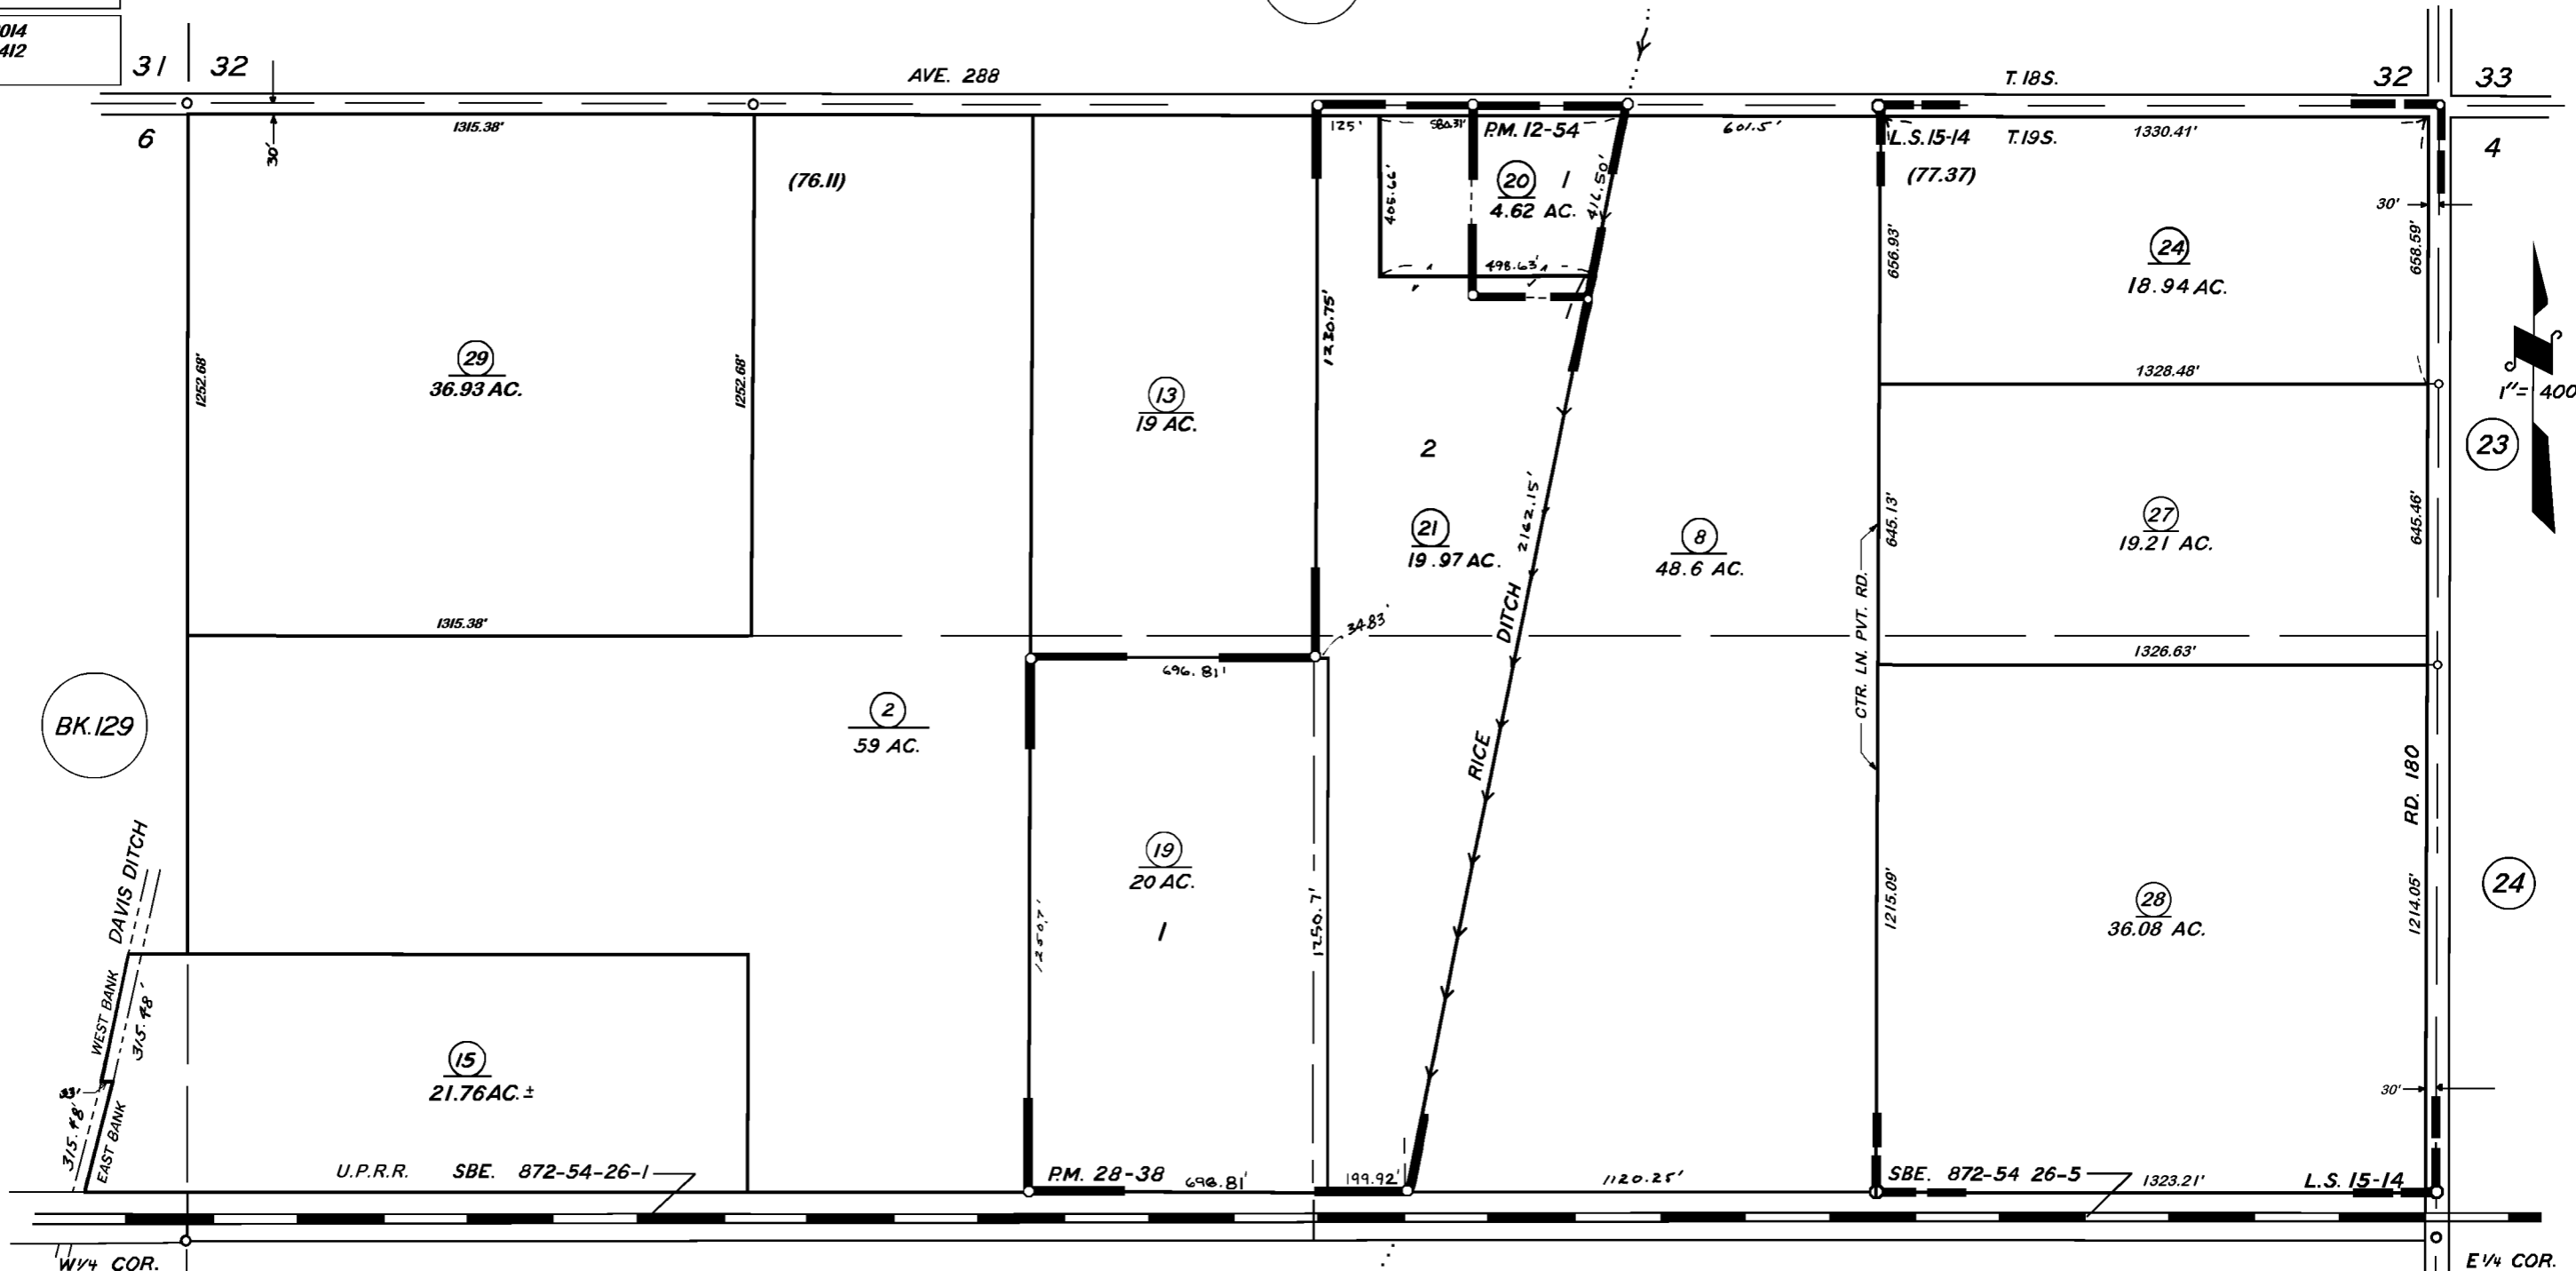 014
412
31 32
AVE. 288
T. 18S.
32 33
6
1315.38'
30'
(76.11)
125'
580.31'
P.M. 12-54
601.5'
L.S. 15-14
T.19S.
1330.41'
4
(77.37)
20 1
4.62 AC.
405.66'
416.50'
30'
656.93'
658.59'
24
18.94 AC.
498.63'
1230.75'
29
36.93 AC.
1252.68'
1252.68'
13
19 AC.
1328.48'
1"= 400
23
2
21
19.97 AC.
2162.15'
8
48.6 AC.
645.13'
27
19.21 AC.
645.46'
RICE DITCH
CTR. LN. PVT. RD.
1315.38'
34.83'
696.81'
1326.63'
BK.129
2
59 AC.
RD. 180
19
20 AC.
1
1250.7'
1250.7'
1215.09'
28
36.08 AC.
1214.05'
24
DAVIS DITCH
WEST BANK
315.48'
15
21.76 AC.±
33'
315.48'
EAST BANK
30'
U.P.R.R. SBE. 872-54-26-1
P.M. 28-38
698.81'
199.92'
1120.25'
SBE. 872-54 26-5
1323.21'
L.S. 15-14
W1/4 COR.
E1/4 COR.